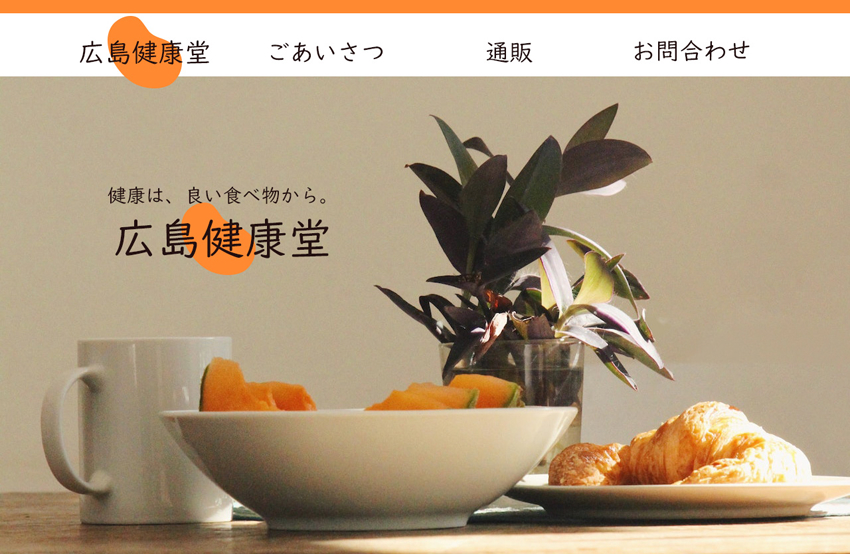 広島健康堂
ごあいさつ
通販
お問合わせ
健康は、良い食べ物から。
広島健康堂